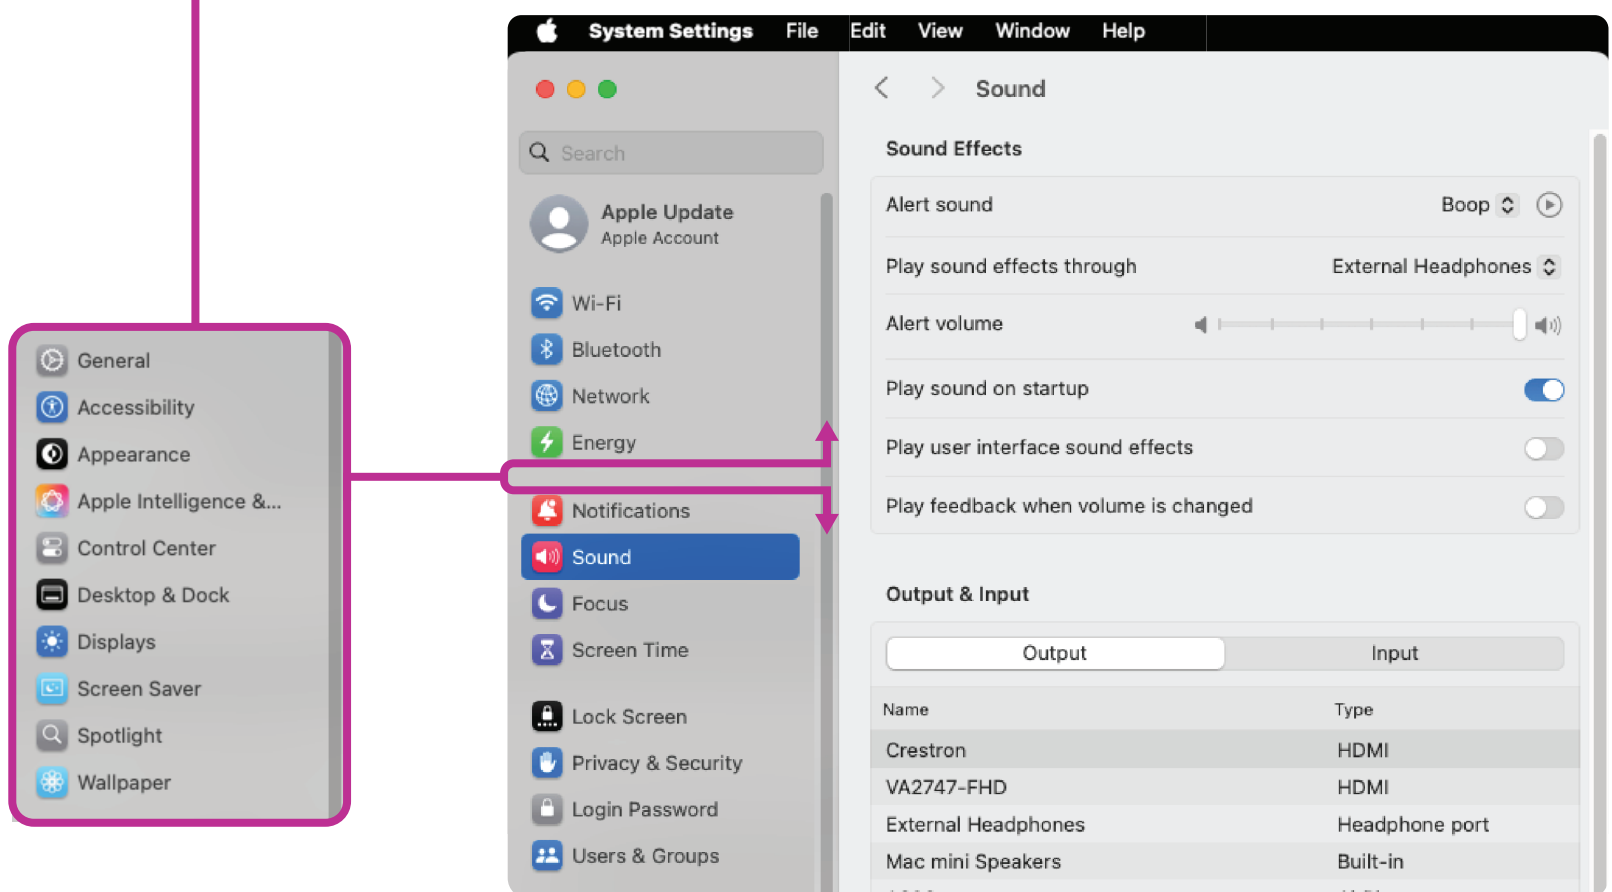 System Settings File Edit View Window Help
Sound
Search
Apple Update
Apple Account
Wi-Fi
Bluetooth
Network
Energy
General
Accessibility
Appearance
Apple Intelligence &...
Control Center
Desktop & Dock
Displays
Screen Saver
Spotlight
Wallpaper
Notifications
Sound
Focus
Screen Time
Lock Screen
Privacy & Security
Login Password
Users & Groups
Sound Effects
Alert sound Boop
Play sound effects through External Headphones
Alert volume
Play sound on startup
Play user interface sound effects
Play feedback when volume is changed
Output & Input
Output Input
Name Type
Crestron HDMI
VA2747-FHD HDMI
External Headphones Headphone port
Mac mini Speakers Built-in